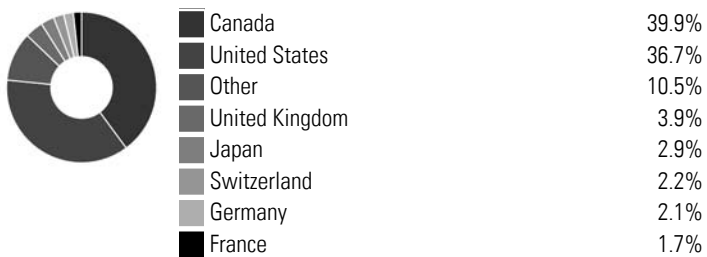 Canada 39.9%
United States 36.7%
Other 10.5%
United Kingdom 3.9%
Japan 2.9%
Switzerland 2.2%
Germany 2.1%
France 1.7%